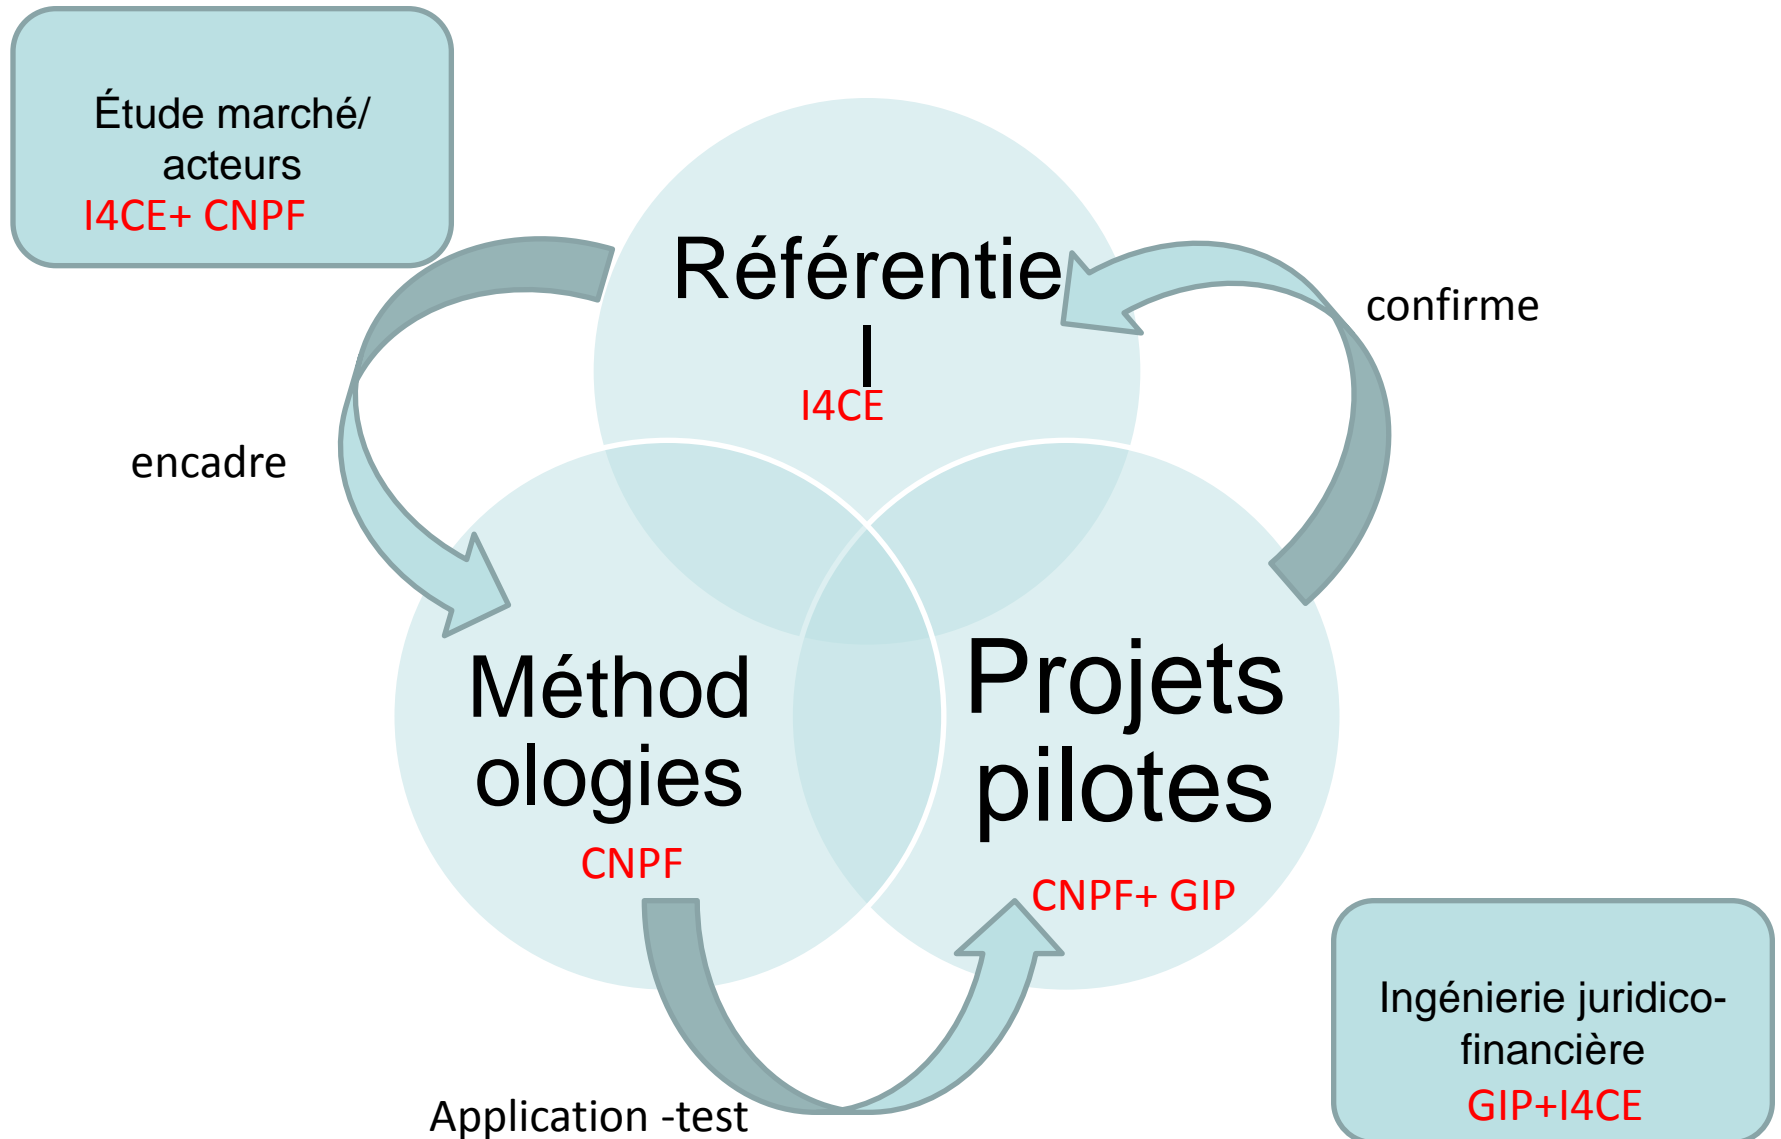 Étude marché/
acteurs
I4CE+ CNPF
Référentie
l
I4CE
confirme
encadre
Méthod
ologies
CNPF
Projets
pilotes
CNPF+ GIP
Ingénierie juridico-
financière
GIP+I4CE
Application -test